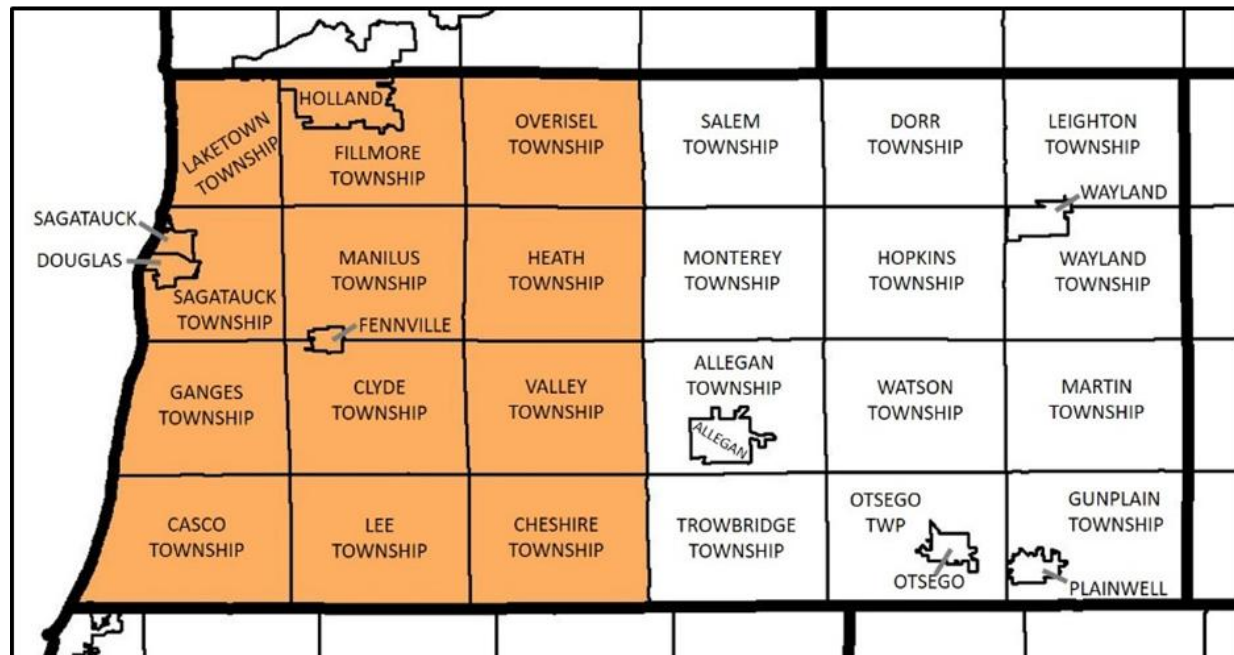 HOLLAND
LAKETOWN
TOWNSHIP
FILLMORE
TOWNSHIP
OVERISEL
TOWNSHIP
SALEM
TOWNSHIP
DORR
TOWNSHIP
LEIGHTON
TOWNSHIP
WAYLAND
SAGATAUCK
DOUGLAS
SAGATAUCK
TOWNSHIP
MANILUS
TOWNSHIP
HEATH
TOWNSHIP
MONTEREY
TOWNSHIP
HOPKINS
TOWNSHIP
WAYLAND
TOWNSHIP
FENNVILLE
GANGES
TOWNSHIP
CLYDE
TOWNSHIP
VALLEY
TOWNSHIP
ALLEGAN
TOWNSHIP
ALLEGAN
WATSON
TOWNSHIP
MARTIN
TOWNSHIP
CASCO
TOWNSHIP
LEE
TOWNSHIP
CHESHIRE
TOWNSHIP
TROWBRIDGE
TOWNSHIP
OTSEGO
TWP
OTSEGO
GUNPLAIN
TOWNSHIP
PLAINWELL